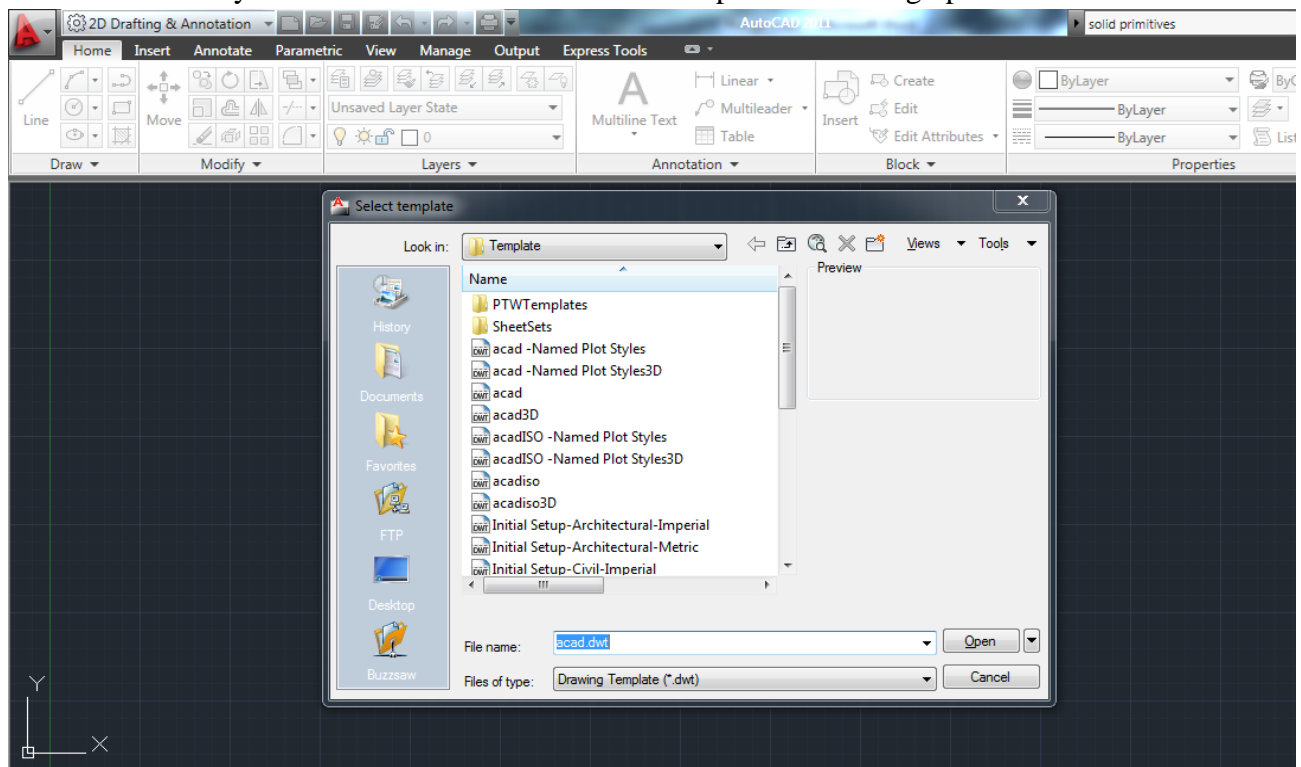 2D Drafting & Annotation AutoCAD 2011 solid primitives
Home Insert Annotate Parametric View Manage Output Express Tools
Line Move Unsaved Layer State Multiline Text Linear Insert Create ByLayer
Multileader Edit ByLayer
0 Table Edit Attributes ByLayer List
Draw Modify Layers Annotation Block Properties
Select template
Look in: Template Views Tools
Name Preview
PTWTemplates
SheetSets
acad -Named Plot Styles
acad -Named Plot Styles3D
acad
acad3D
acadISO -Named Plot Styles
acadISO -Named Plot Styles3D
acadiso
acadiso3D
Initial Setup-Architectural-Imperial
Initial Setup-Architectural-Metric
Initial Setup-Civil-Imperial
History
Documents
Favorites
FTP
Desktop
Buzzsaw
File name: acad.dwt Open
Files of type: Drawing Template (*.dwt) Cancel
Y
X